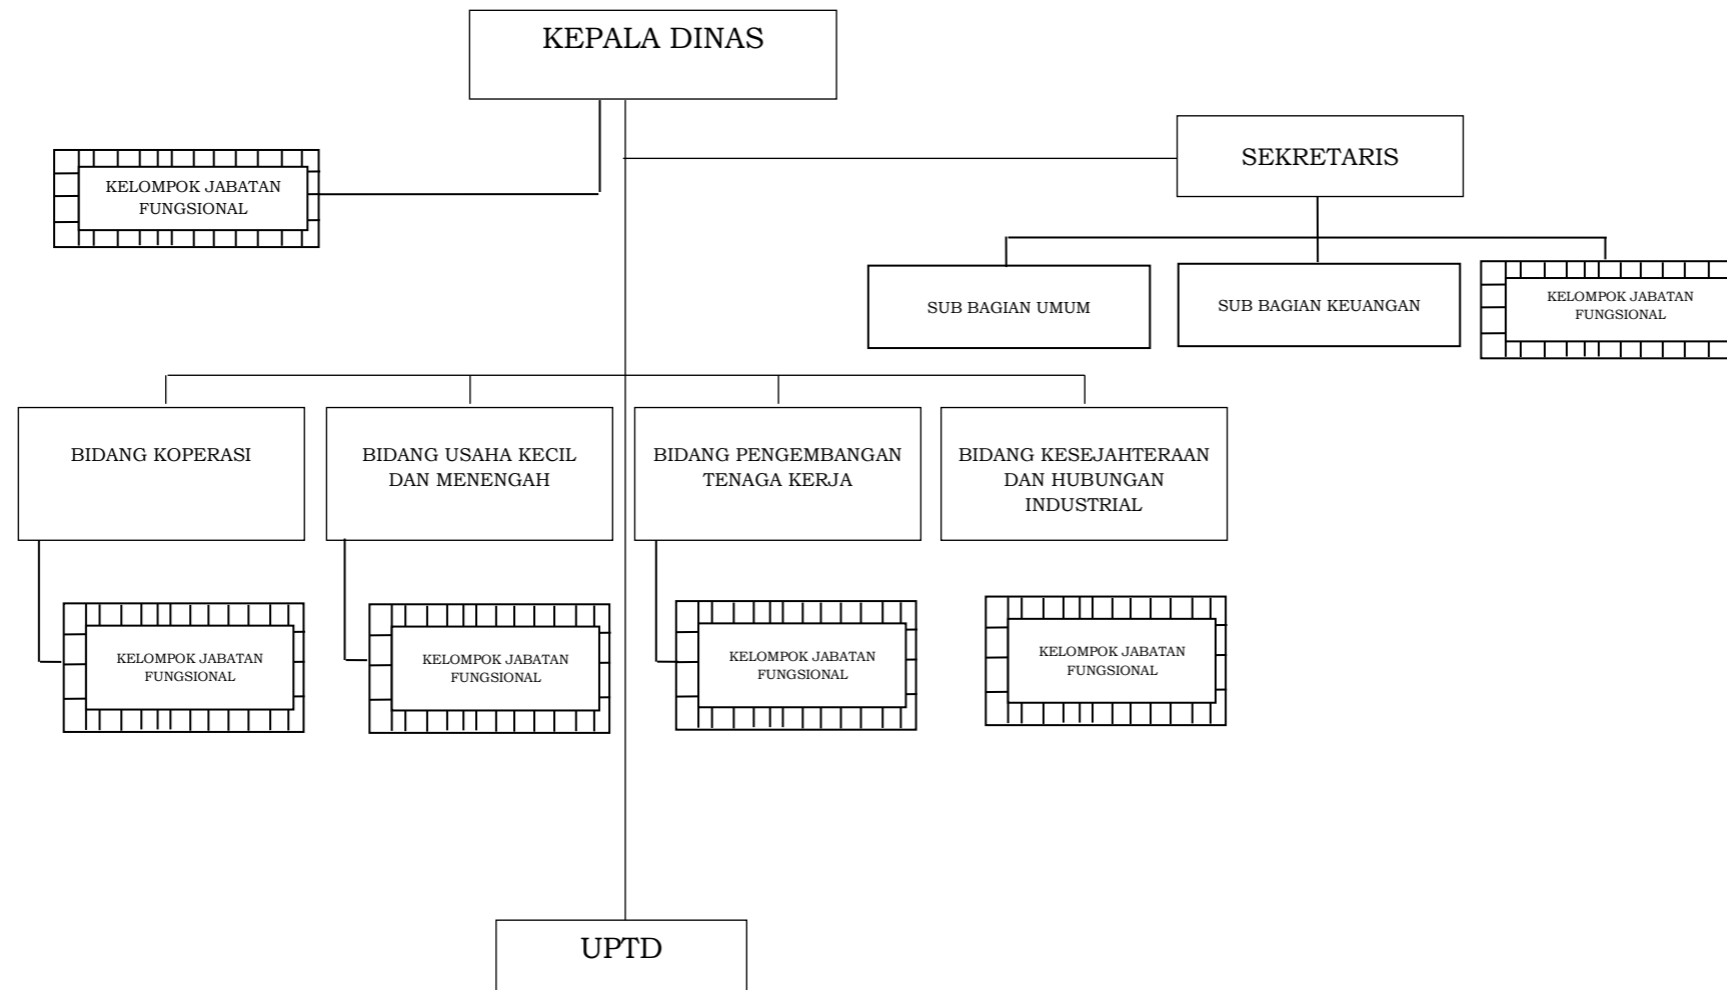 KEPALA DINAS
SEKRETARIS
KELOMPOK JABATAN
FUNGSIONAL
SUB BAGIAN UMUM
SUB BAGIAN KEUANGAN
KELOMPOK JABATAN
FUNGSIONAL
BIDANG KOPERASI
BIDANG USAHA KECIL
DAN MENENGAH
BIDANG PENGEMBANGAN
TENAGA KERJA
BIDANG KESEJAHTERAAN
DAN HUBUNGAN
INDUSTRIAL
KELOMPOK JABATAN
FUNGSIONAL
KELOMPOK JABATAN
FUNGSIONAL
KELOMPOK JABATAN
FUNGSIONAL
KELOMPOK JABATAN
FUNGSIONAL
UPTD